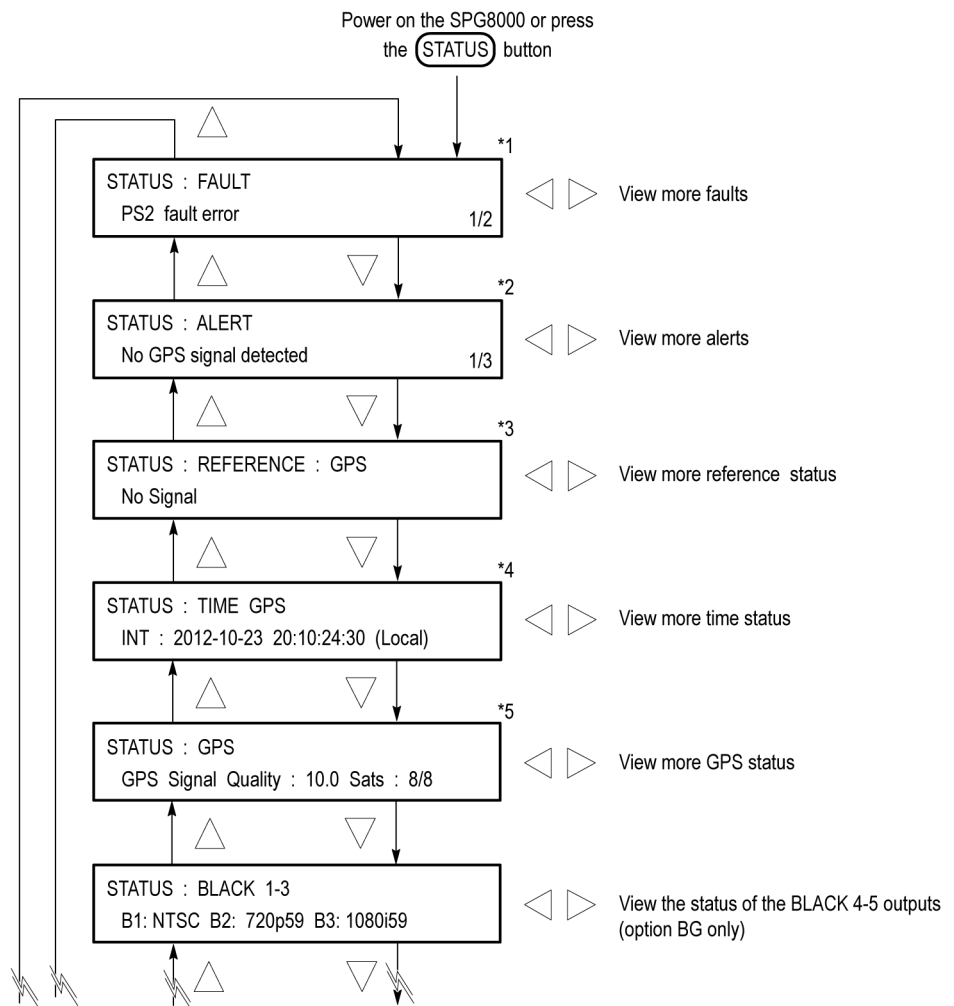 Power on the SPG8000 or press
the STATUS button
*1
STATUS : FAULT
PS2 fault error
1/2
View more faults
*2
STATUS : ALERT
No GPS signal detected
1/3
View more alerts
*3
STATUS : REFERENCE : GPS
No Signal
View more reference status
*4
STATUS : TIME GPS
INT : 2012-10-23 20:10:24:30 (Local)
View more time status
*5
STATUS : GPS
GPS Signal Quality : 10.0 Sats : 8/8
View more GPS status
STATUS : BLACK 1-3
B1: NTSC B2: 720p59 B3: 1080i59
View the status of the BLACK 4-5 outputs
(option BG only)